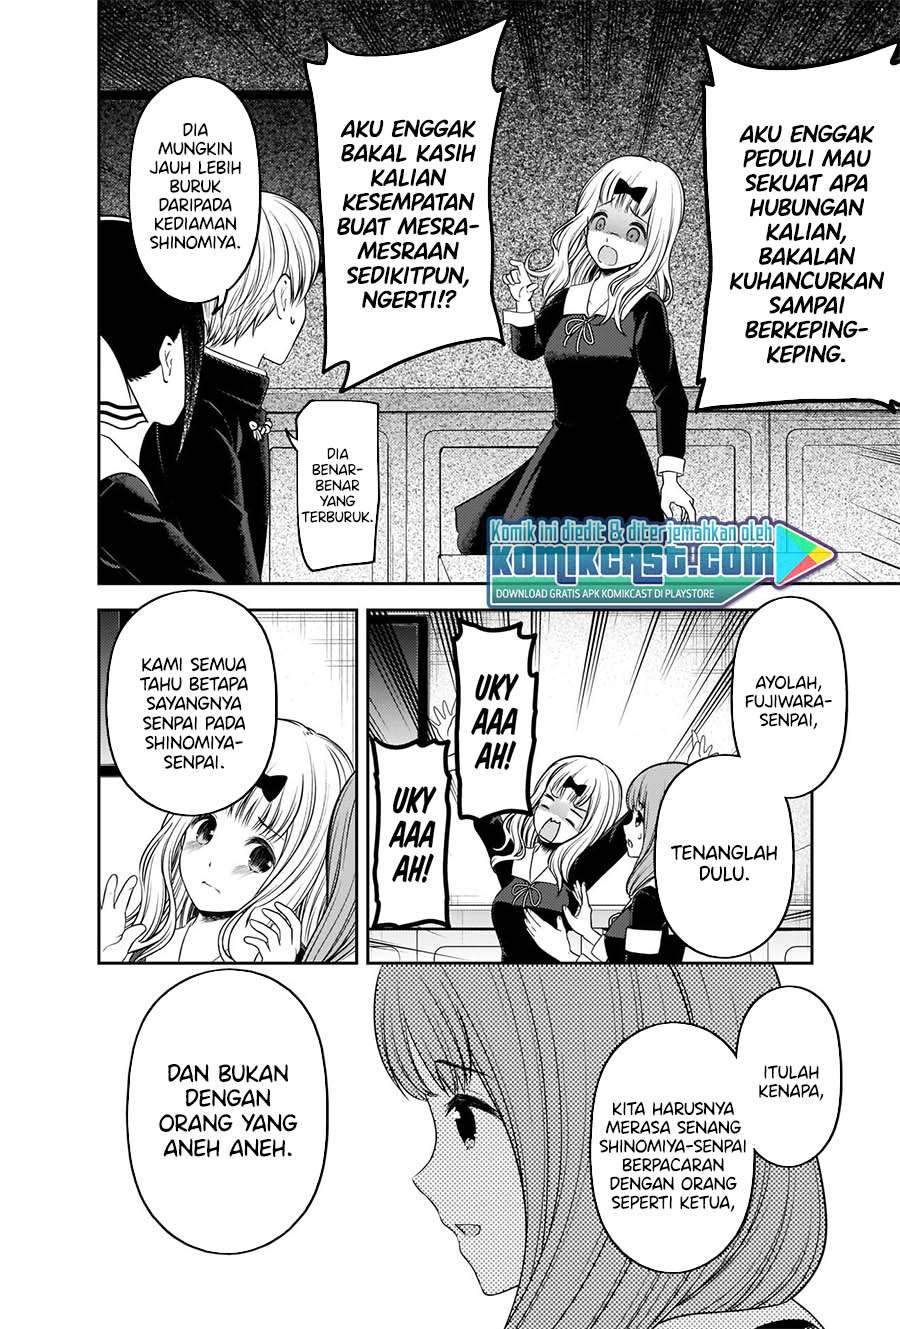 AKU ENGGAK
PEDULI MAU
SEKUAT APA
HUBUNGAN
KALIAN,
BAKALAN
KUHANCURKAN
SAMPAI
BERKEPING-
KEPING.
AKU ENGGAK
BAKAL KASIH
KALIAN
KESEMPATAN
BUAT MESRA-
MESRAAN
SEDIKITPUN,
NGERTI!?
DIA
MUNGKIN
JAUH LEBIH
BURUK
DARIPADA
KEDIAMAN
SHINOMIYA.
DIA
BENAR-
BENAR
YANG
TERBURUK.
Komik ini diedit & diterjemahkan oleh
KOMIKCAST.COM
DOWNLOAD GRATIS APK KOMIKCAST DI PLAYSTORE
AYOLAH,
FUJIWARA-
SENPAI,
TENANGLAH
DULU.
UKY
AAA
AH!
UKY
AAA
AH!
KAMI SEMUA
TAHU BETAPA
SAYANGNYA
SENPAI PADA
SHINOMIYA-
SENPAI.
ITULAH
KENAPA,
KITA HARUSNYA
MERASA SENANG
SHINOMIYA-SENPAI
BERPACARAN
DENGAN ORANG
SEPERTI KETUA,
DAN BUKAN
DENGAN
ORANG YANG
ANEH ANEH.